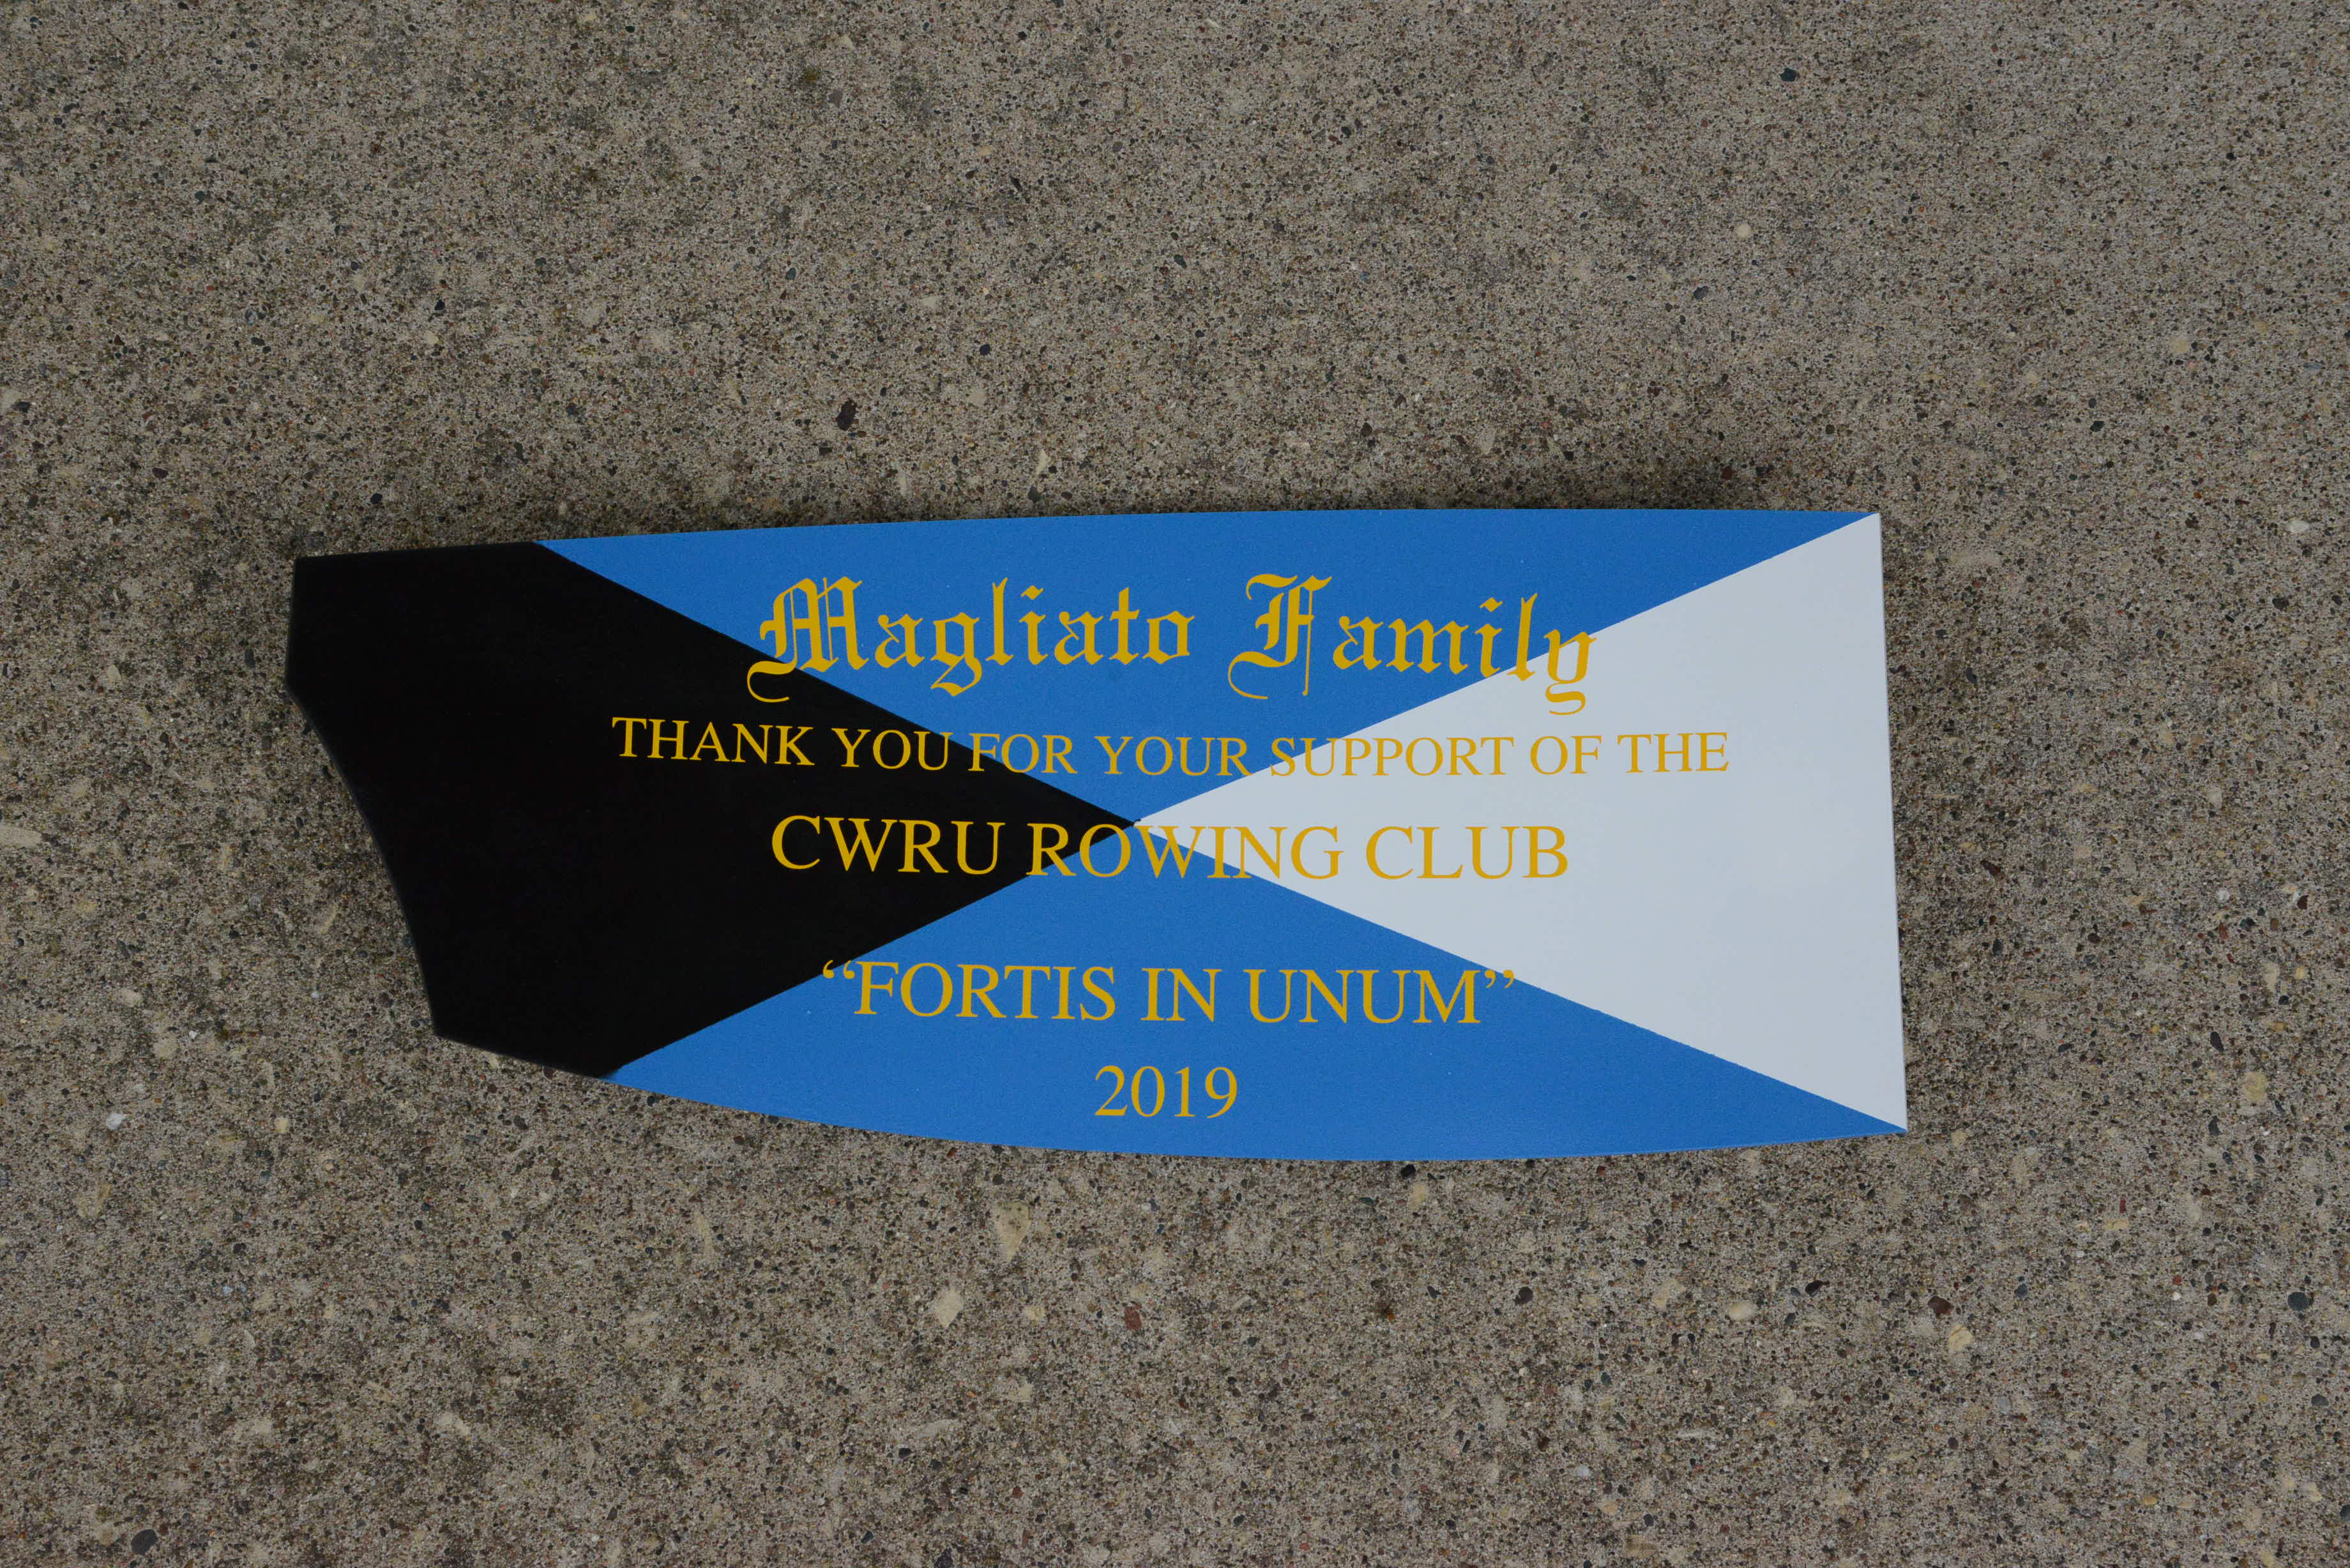 Magliato Family
THANK YOU FOR YOUR SUPPORT OF THE
CWRU ROWING CLUB
“FORTIS IN UNUM”
2019